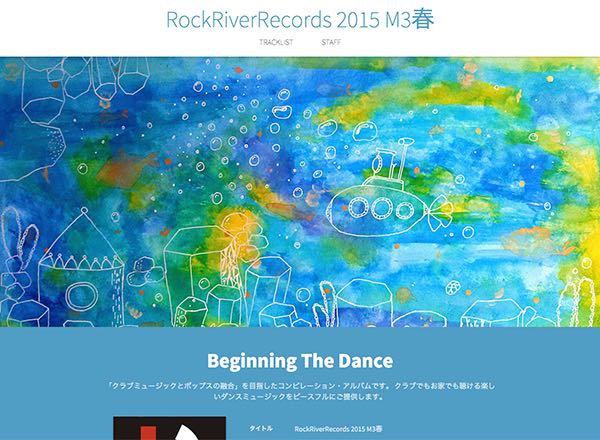 RockRiverRecords 2015 M3春
TRACKLIST STAFF
Beginning The Dance
「クラブミュージックとポップスの融合」を目指したコンピレーション・アルバムです。クラブでもお家でも聴ける楽し
いダンスミュージックをピースフルにご提供します。
タイトル RockRiverRecords 2015 M3春